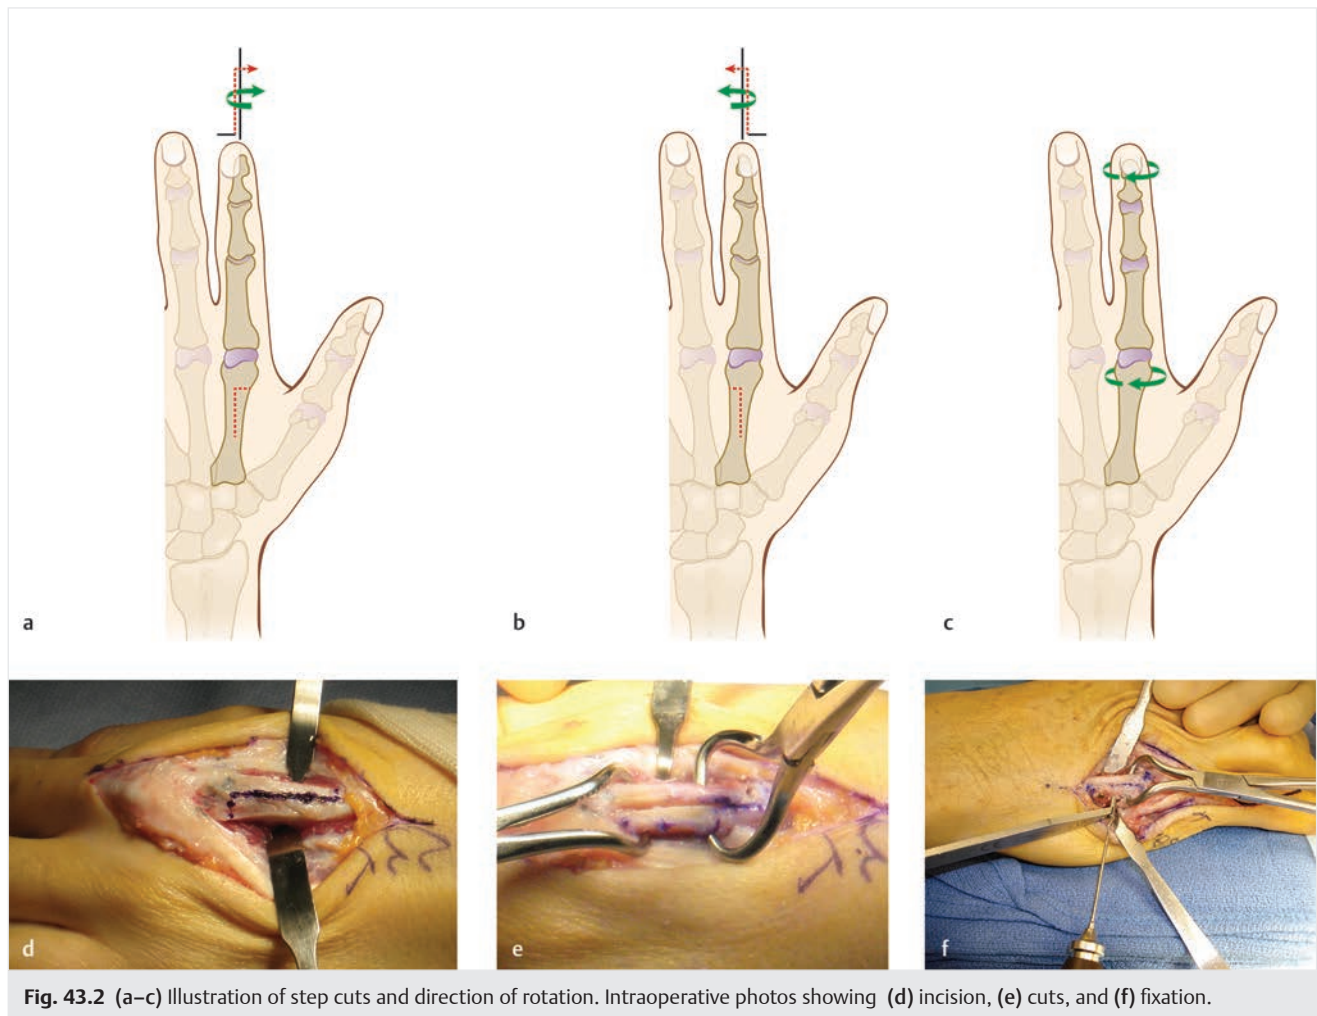 a
b
c
d
e
f
Fig. 43.2 (a–c) Illustration of step cuts and direction of rotation. Intraoperative photos showing (d) incision, (e) cuts, and (f) fixation.